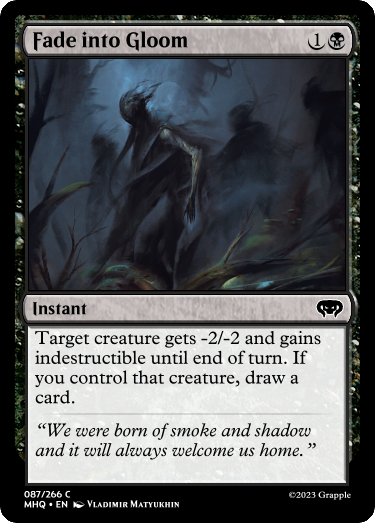 Fade into Gloom 1
Instant
Target creature gets -2/-2 and gains
indestructible until end of turn. If
you control that creature, draw a
card.
“We were born of smoke and shadow
and it will always welcome us home.”
087/266 C
MHQ • EN Vladimir Matyukhin
©2023 Grapple